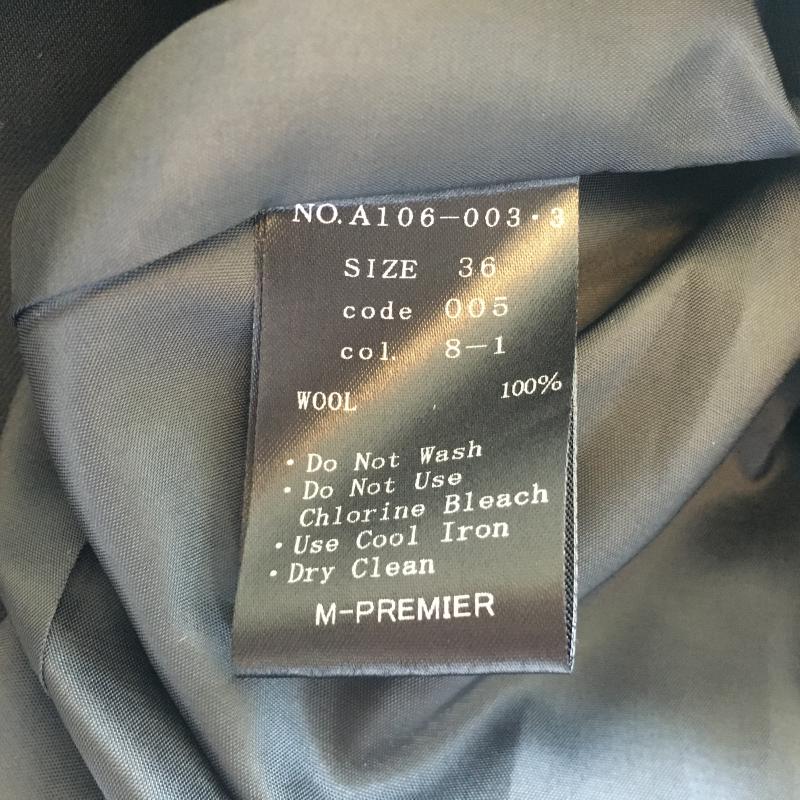 NO.A106-003・3
SIZE 36
code 005
col. 8-1
WOOL 100%
・Do Not Wash
・Do Not Use
Chlorine Bleach
・Use Cool Iron
・Dry Clean
M-PREMIER